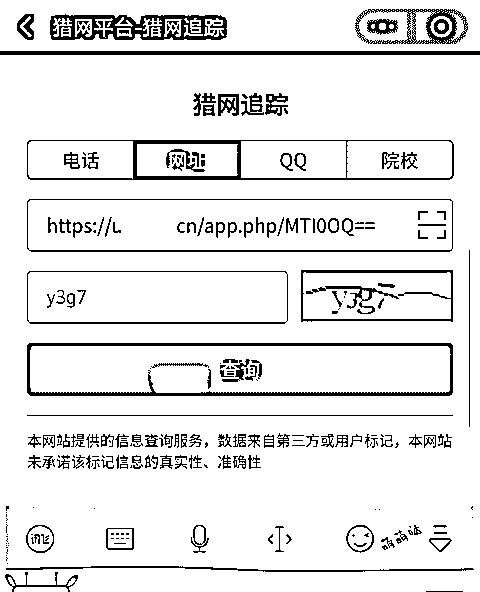 猎网平台-猎网追踪
猎网追踪
电话 网址 QQ 院校
https://u. cn/app.php/MTI0OQ==
y3g7 y3g7
查询
本网站提供的信息查询服务，数据来自第三方或用户标记，本网站
未承诺该标记信息的真实性、准确性
萌萌哒